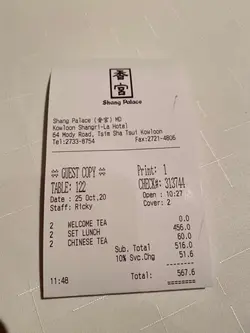 香宮
Shang Palace
Shang Palace (香宮) MO
Kowloon Shangri-La Hotel
64 Mody Road, Tsim Sha Tsui Kowloon
Tel:2733-8754 Fax:2721-4806
GUEST COPY Print: 1
TABLE: 122 CHECK#: 313744
Date : 25 Oct,20 Open : 10:27
Staff: Ricky Cover: 2
2 WELCOME TEA 0.0
2 SET LUNCH 456.0
2 CHINESE TEA 60.0
Sub. Total 516.0
10% Svc.Chg 51.6
11:48 Total: 567.6